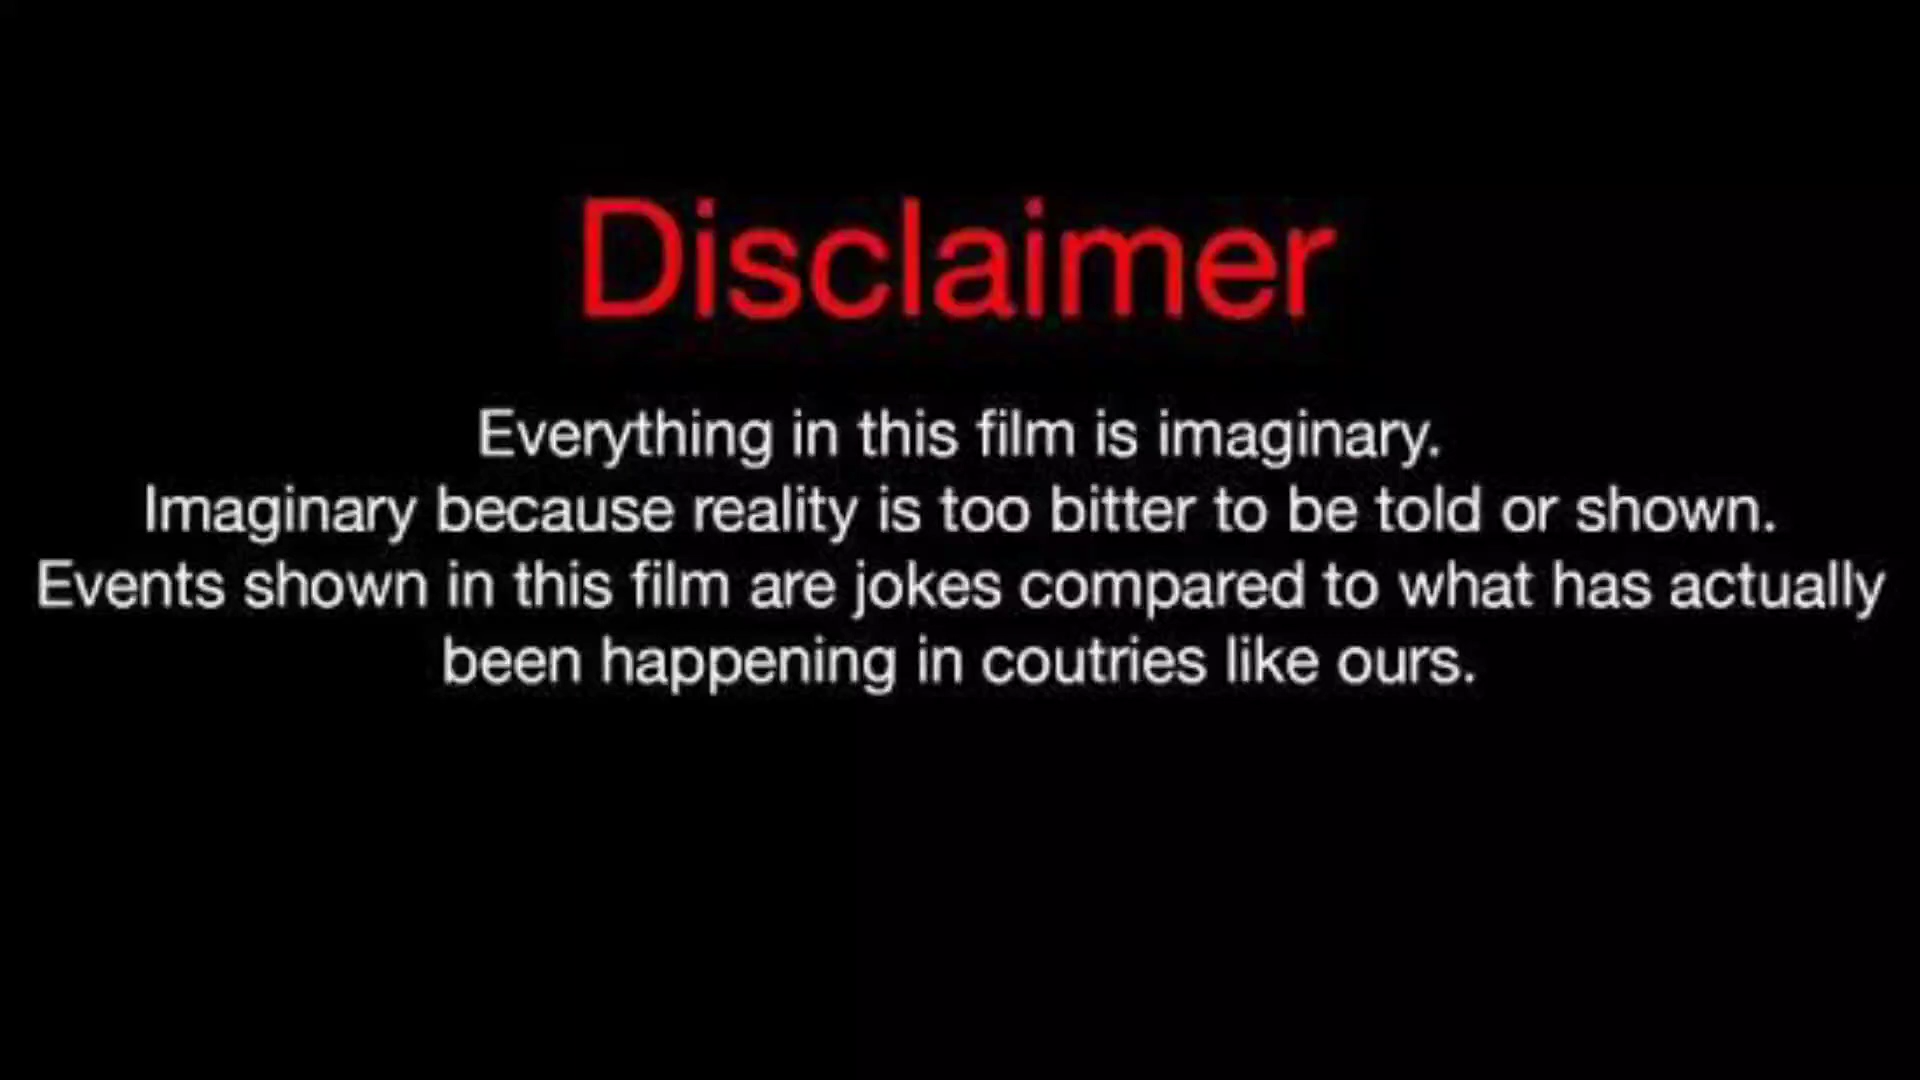 Disclaimer
Everything in this film is imaginary.
Imaginary because reality is too bitter to be told or shown.
Events shown in this film are jokes compared to what has actually
been happening in coutries like ours.